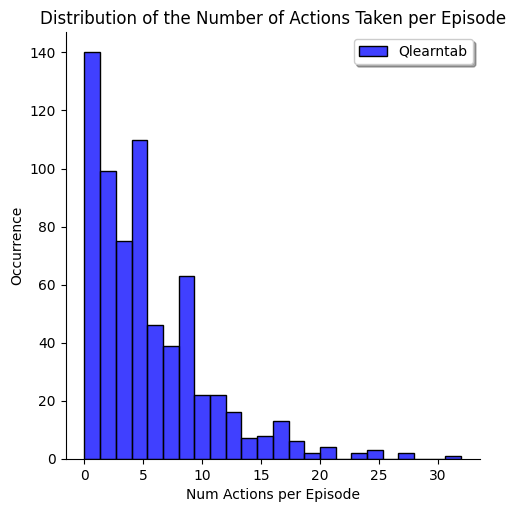 Distribution of the Number of Actions Taken per Episode
Qlearntab
140
120
100
80
60
40
20
0
Occurrence
0 5 10 15 20 25 30
Num Actions per Episode